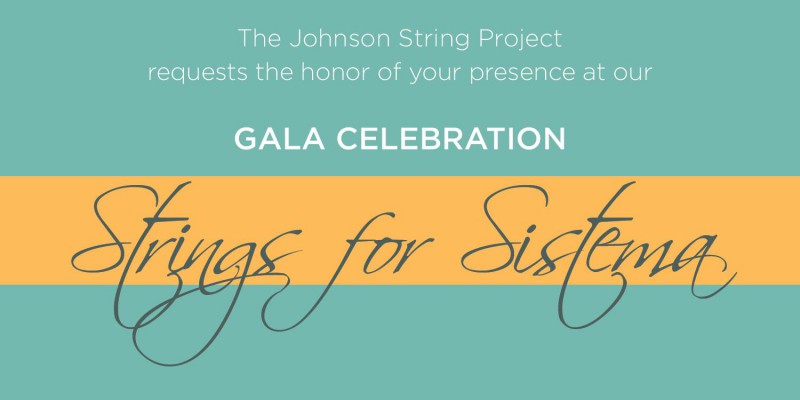 The Johnson String Project
requests the honor of your presence at our
GALA CELEBRATION
Strings for Sistema